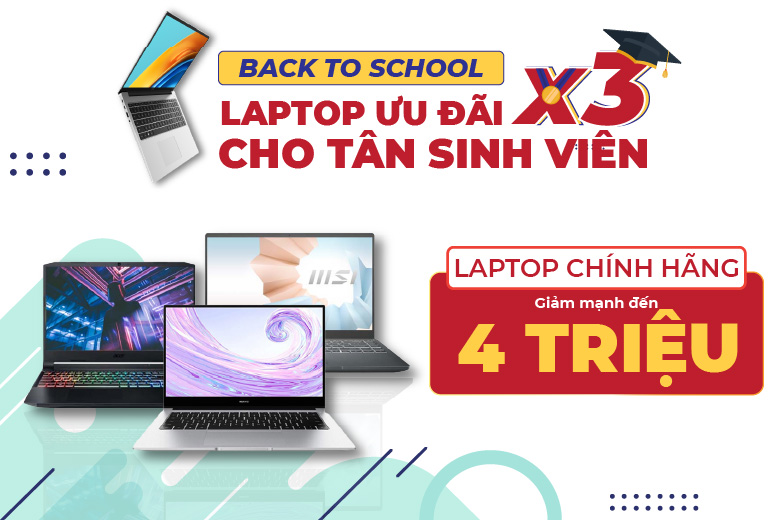 BACK TO SCHOOL
LAPTOP ƯU ĐÃI X3
CHO TÂN SINH VIÊN
LAPTOP CHÍNH HÃNG
Giảm mạnh đến
4 TRIỆU
msi